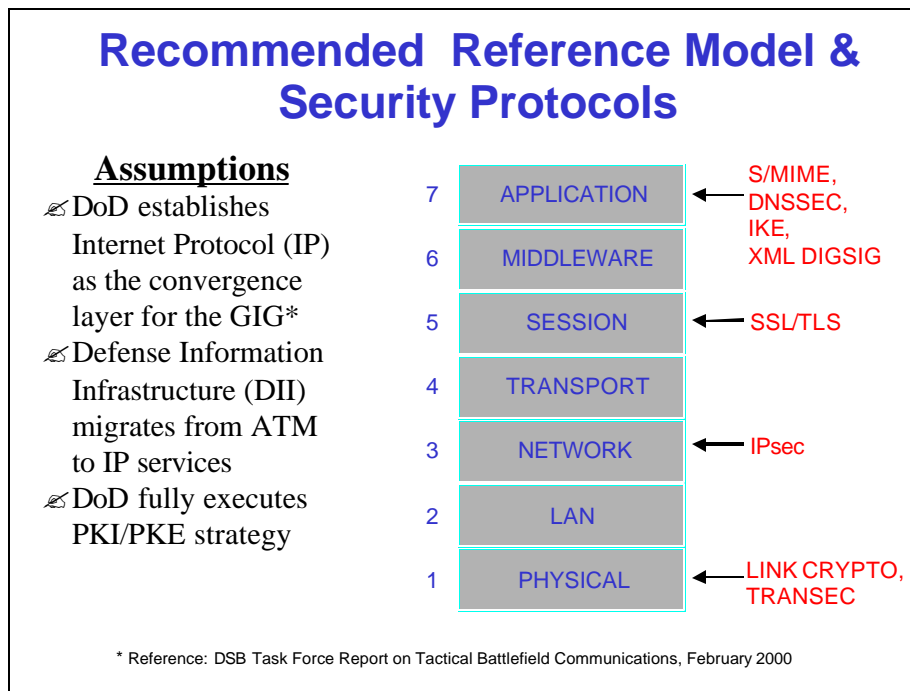 Recommended Reference Model &
Security Protocols
Assumptions
DoD establishes
Internet Protocol (IP)
as the convergence
layer for the GIG*
Defense Information
Infrastructure (DII)
migrates from ATM
to IP services
DoD fully executes
PKI/PKE strategy
7 APPLICATION
S/MIME,
DNSSEC,
IKE,
XML DIGSIG
6 MIDDLEWARE
5 SESSION
SSL/TLS
4 TRANSPORT
3 NETWORK
IPsec
2 LAN
1 PHYSICAL
LINK CRYPTO,
TRANSEC
* Reference: DSB Task Force Report on Tactical Battlefield Communications, February 2000